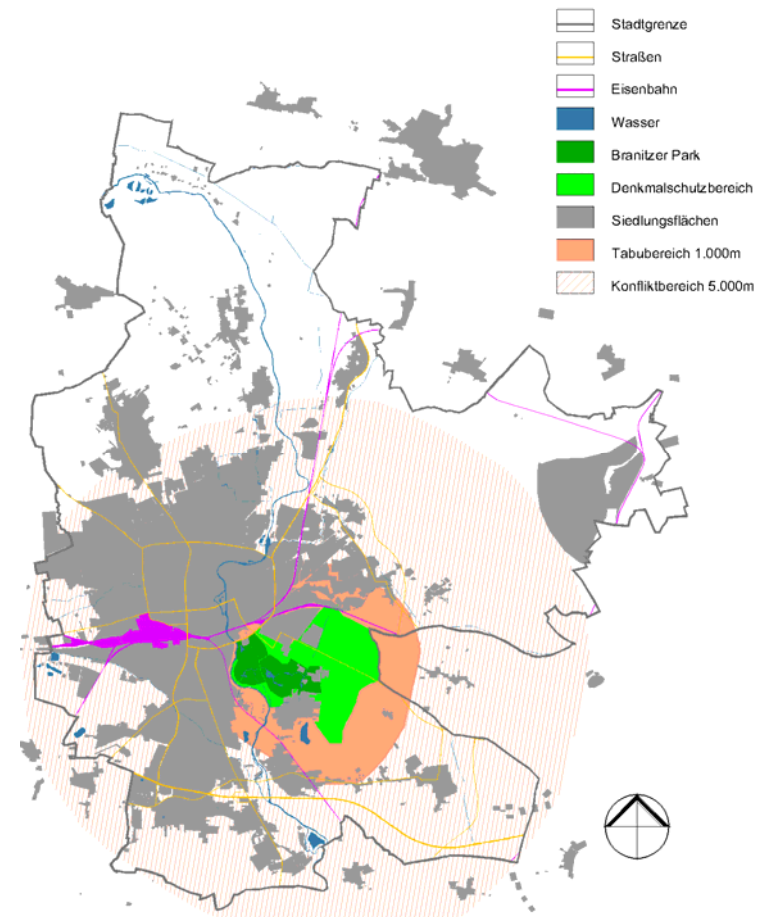 Stadtgrenze
Straßen
Eisenbahn
Wasser
Branitzer Park
Denkmalschutzbereich
Siedlungsflächen
Tabubereich 1.000m
Konfliktbereich 5.000m